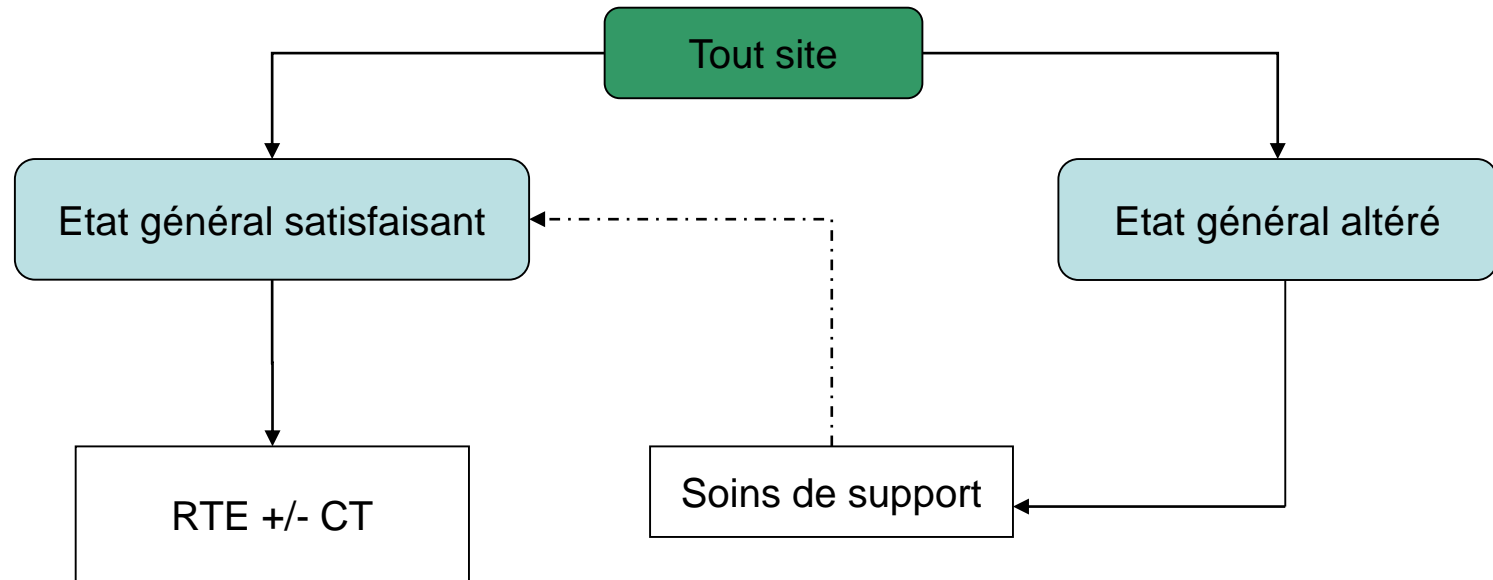 Tout site
Etat général satisfaisant
Etat général altéré
RTE +/- CT
Soins de support